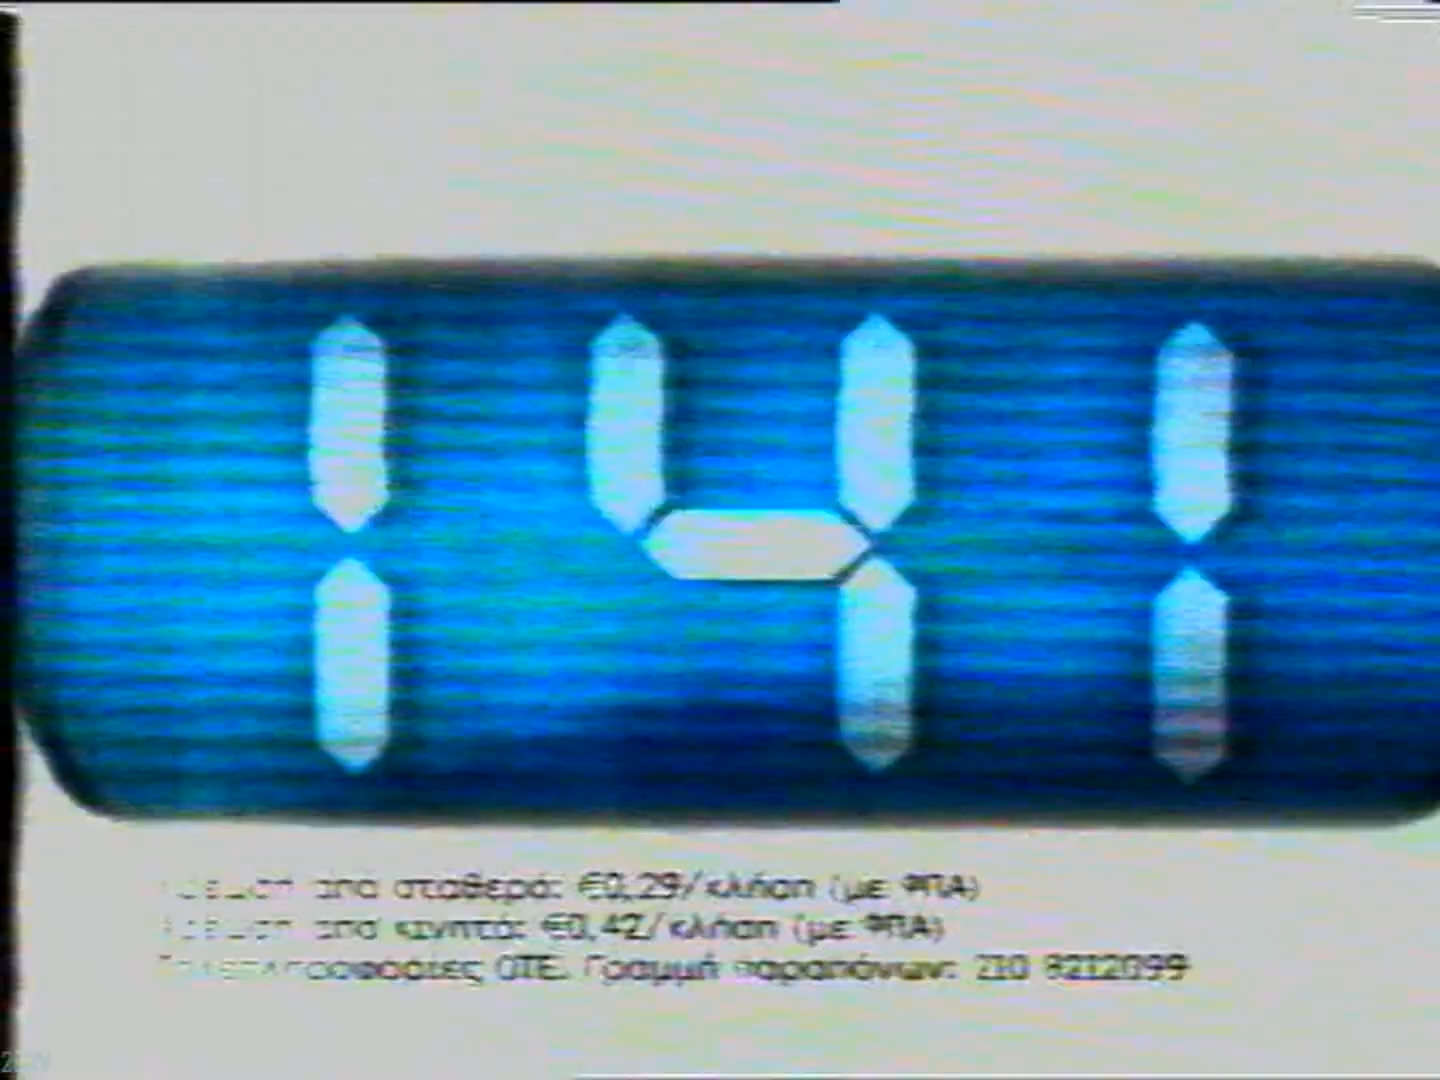 141
από σταθερό: €0,29/κλήση (με ΦΠΑ)
από κινητό: €0,42/κλήση (με ΦΠΑ)
ΟΤΕ. Γραμμή παραπόνων: 210 8212099